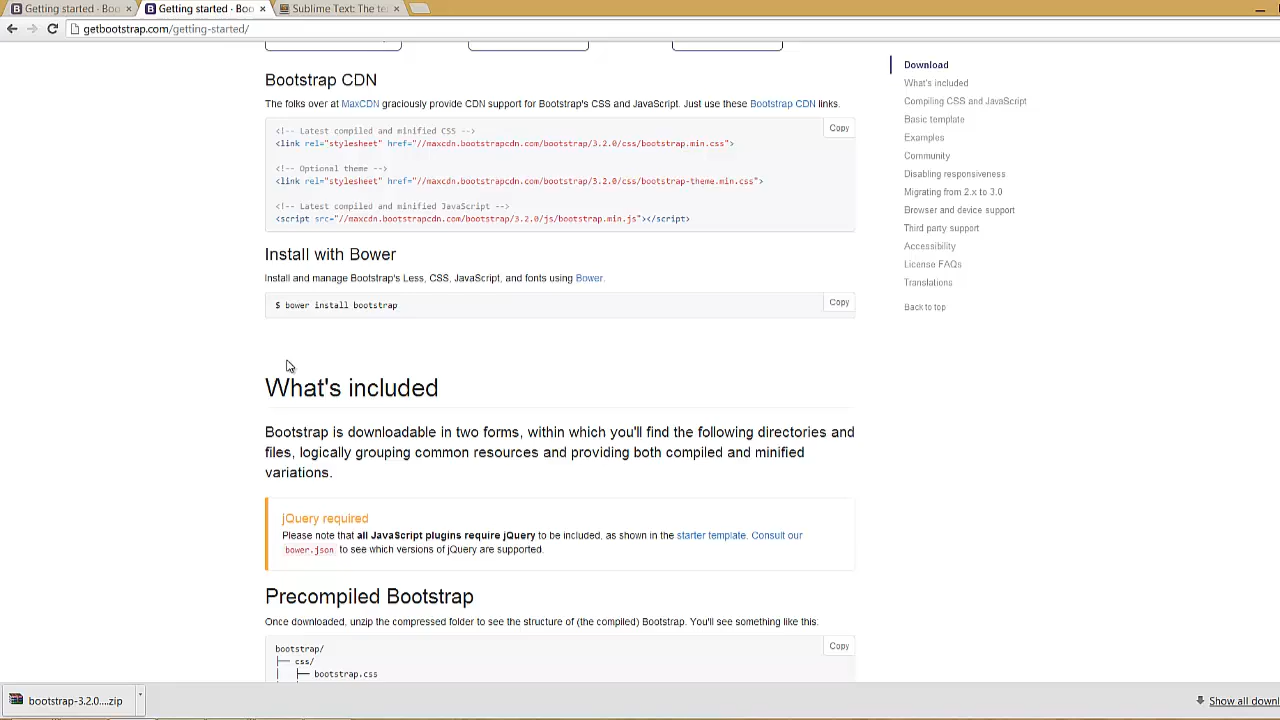 Getting started · Boo
Getting started · Boo
Sublime Text: The te
getbootstrap.com/getting-started/
Bootstrap CDN
The folks over at MaxCDN graciously provide CDN support for Bootstrap's CSS and JavaScript. Just use these Bootstrap CDN links.
Copy
<!-- Latest compiled and minified CSS -->
<link rel="stylesheet" href="//maxcdn.bootstrapcdn.com/bootstrap/3.2.0/css/bootstrap.min.css">
<!-- Optional theme -->
<link rel="stylesheet" href="//maxcdn.bootstrapcdn.com/bootstrap/3.2.0/css/bootstrap-theme.min.css">
<!-- Latest compiled and minified JavaScript -->
<script src="//maxcdn.bootstrapcdn.com/bootstrap/3.2.0/js/bootstrap.min.js"></script>
Install with Bower
Install and manage Bootstrap's Less, CSS, JavaScript, and fonts using Bower.
Copy
$ bower install bootstrap
What's included
Bootstrap is downloadable in two forms, within which you'll find the following directories and
files, logically grouping common resources and providing both compiled and minified
variations.
jQuery required
Please note that all JavaScript plugins require jQuery to be included, as shown in the starter template. Consult our
bower.json to see which versions of jQuery are supported.
Precompiled Bootstrap
Once downloaded, unzip the compressed folder to see the structure of (the compiled) Bootstrap. You'll see something like this:
Copy
bootstrap/
├── css/
│ ├── bootstrap.css
Download
What's included
Compiling CSS and JavaScript
Basic template
Examples
Community
Disabling responsiveness
Migrating from 2.x to 3.0
Browser and device support
Third party support
Accessibility
License FAQs
Translations
Back to top
bootstrap-3.2.0....zip
Show all downl